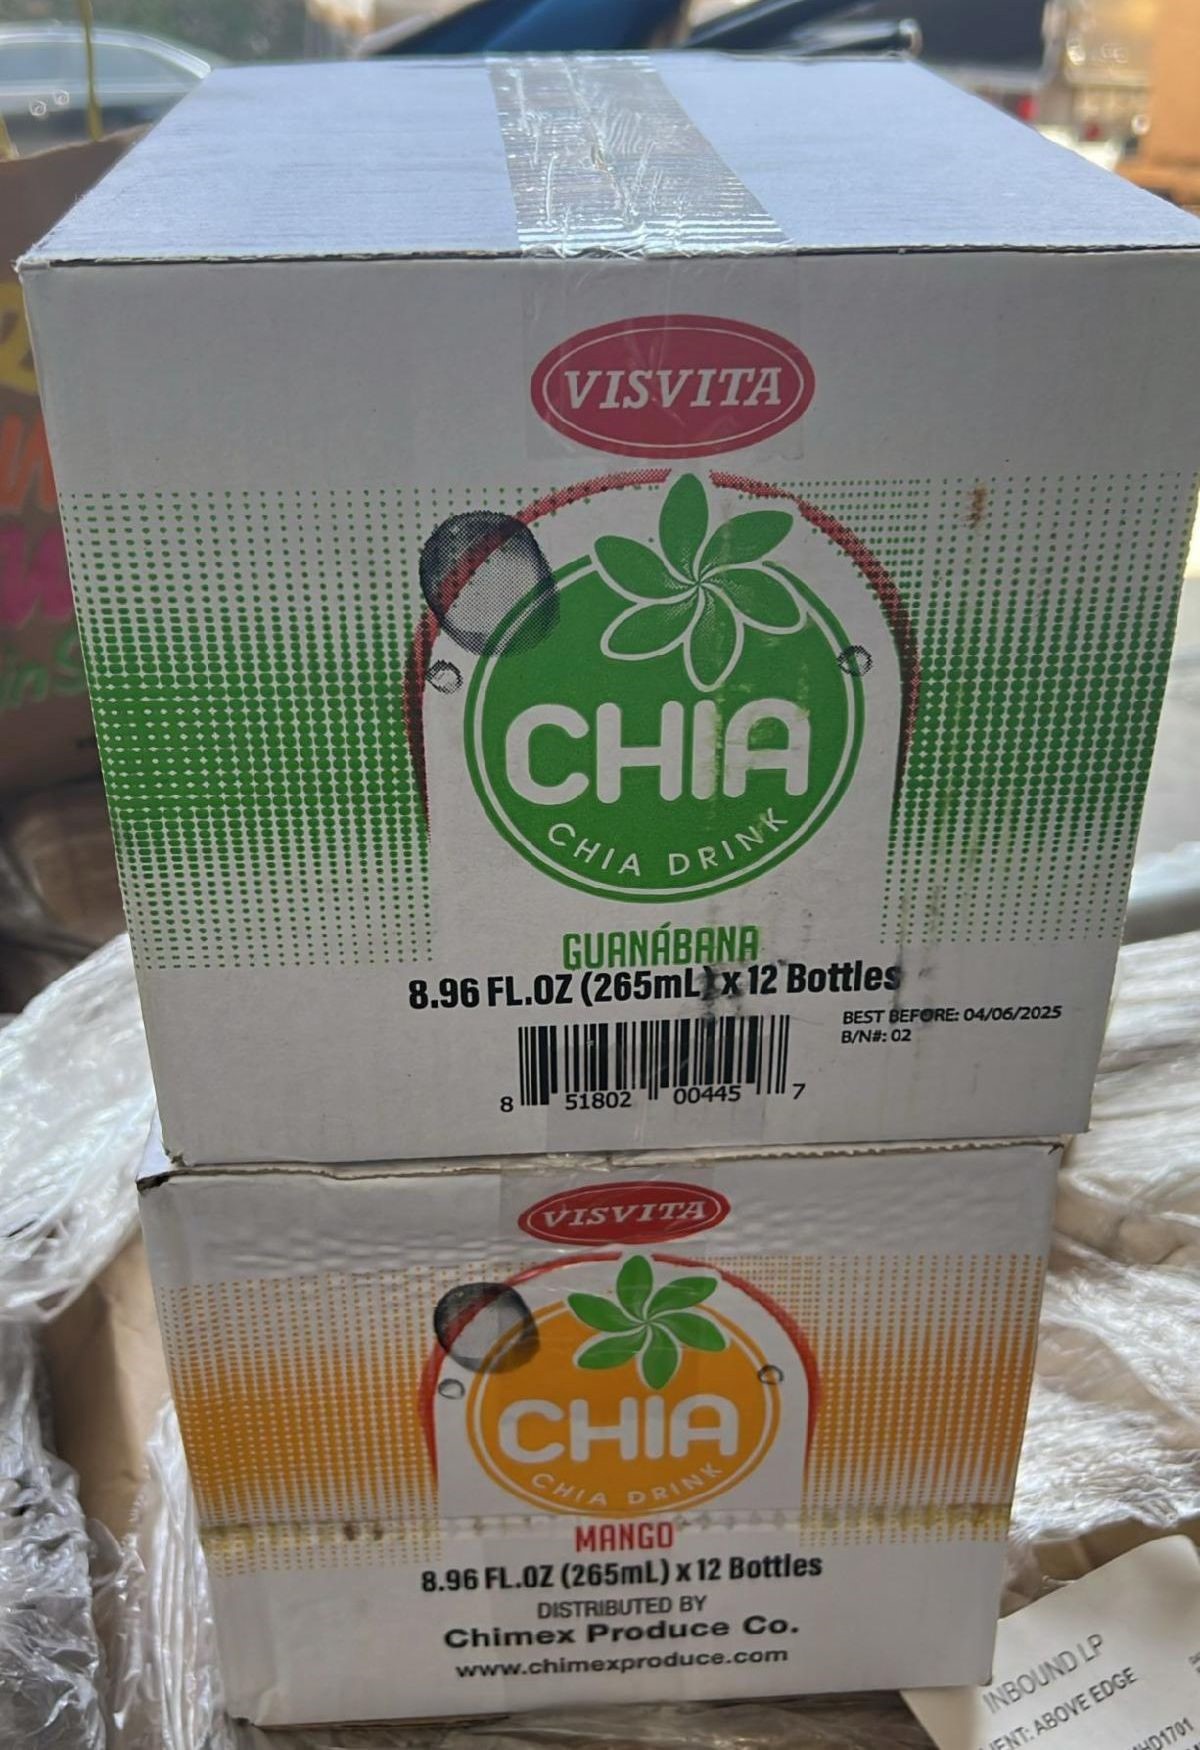 VISVITA
CHIA
CHIA DRINK
GUANÁBANA
8.96 FL.OZ (265mL) x 12 Bottles
BEST BEFORE: 04/06/2025
B/N#: 02
8 51802 00445 7
VISVITA
CHIA
CHIA DRINK
MANGO
8.96 FL.OZ (265mL) x 12 Bottles
DISTRIBUTED BY
Chimex Produce Co.
www.chimexproduce.com
INBOUND LP
ABOVE EDGE